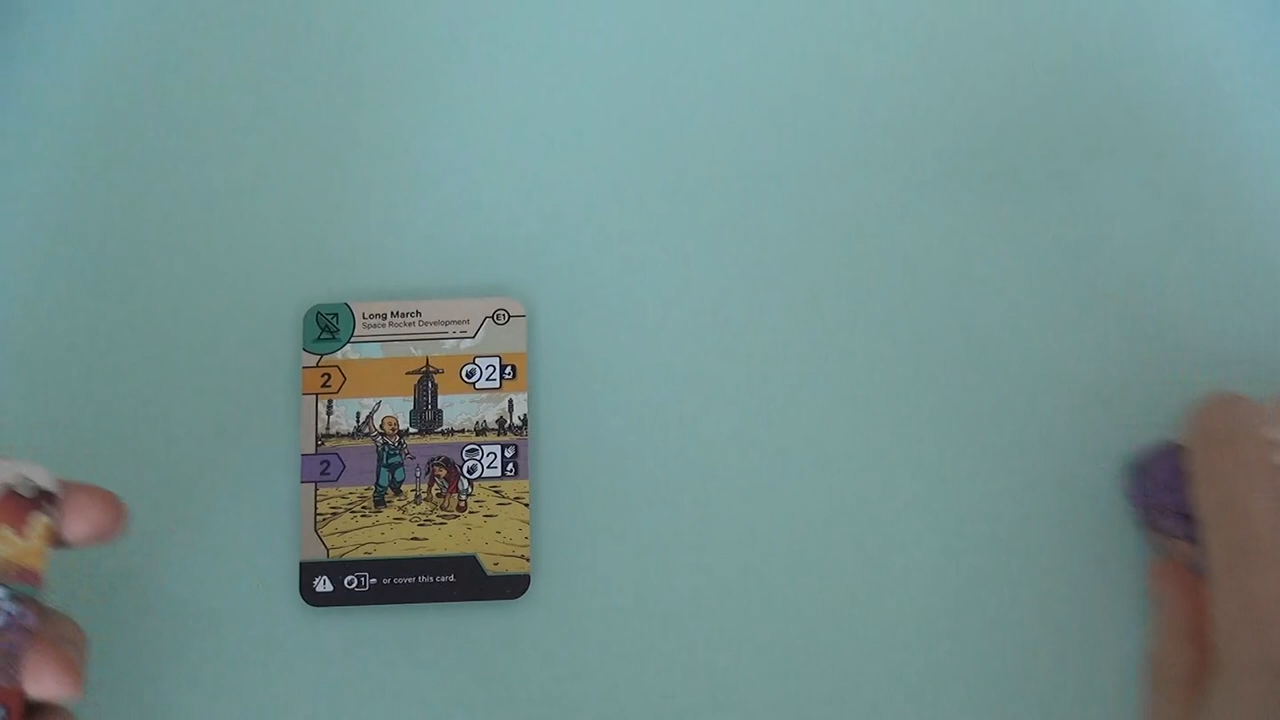 Long March
Space Rocket Development
E1
2
2
2
2
1 or cover this card.